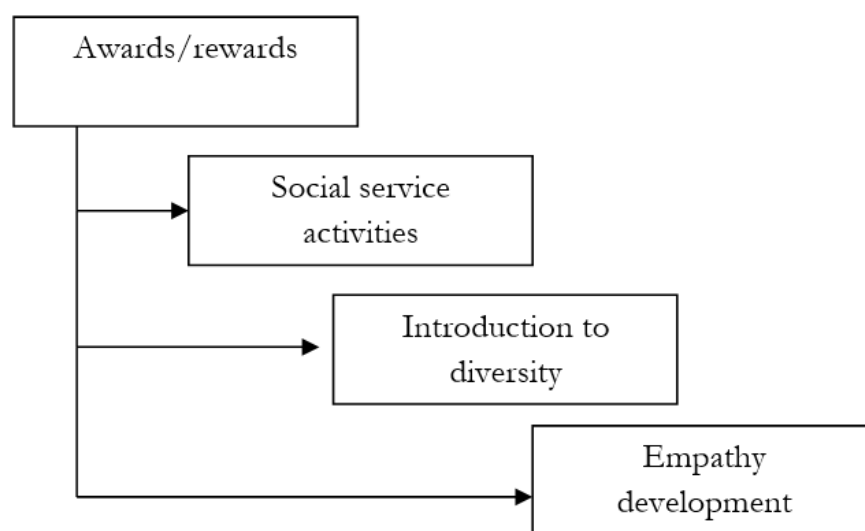 Awards/rewards
Social service
activities
Introduction to
diversity
Empathy
development